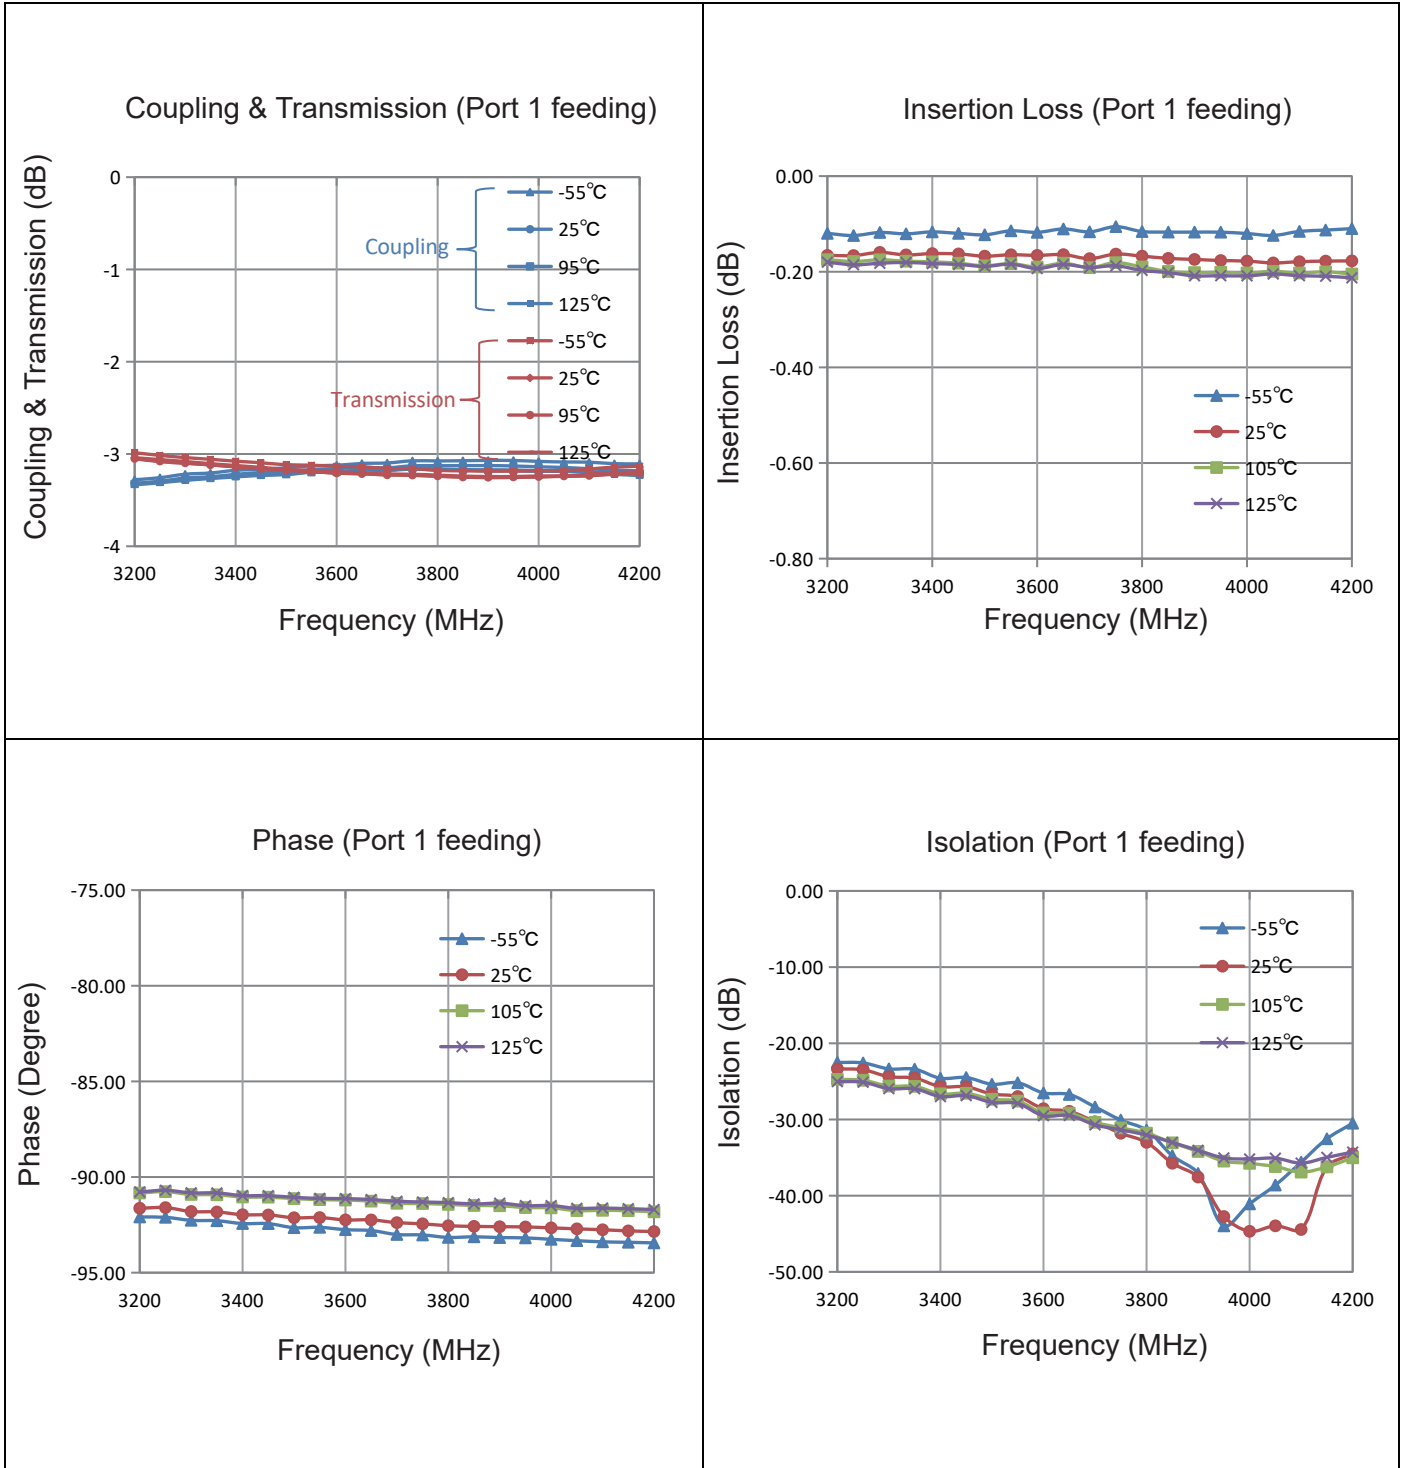 Coupling & Transmission (Port 1 feeding)
Coupling & Transmission (dB)
0
-1
-2
-3
-4
3200 3400 3600 3800 4000 4200
Frequency (MHz)
Coupling
-55℃
25℃
95℃
125℃
Transmission
-55℃
25℃
95℃
125℃
Insertion Loss (Port 1 feeding)
Insertion Loss (dB)
0.00
-0.20
-0.40
-0.60
-0.80
3200 3400 3600 3800 4000 4200
Frequency (MHz)
-55℃
25℃
105℃
125℃
Phase (Port 1 feeding)
Phase (Degree)
-75.00
-80.00
-85.00
-90.00
-95.00
3200 3400 3600 3800 4000 4200
Frequency (MHz)
-55℃
25℃
105℃
125℃
Isolation (Port 1 feeding)
Isolation (dB)
0.00
-10.00
-20.00
-30.00
-40.00
-50.00
3200 3400 3600 3800 4000 4200
Frequency (MHz)
-55℃
25℃
105℃
125℃